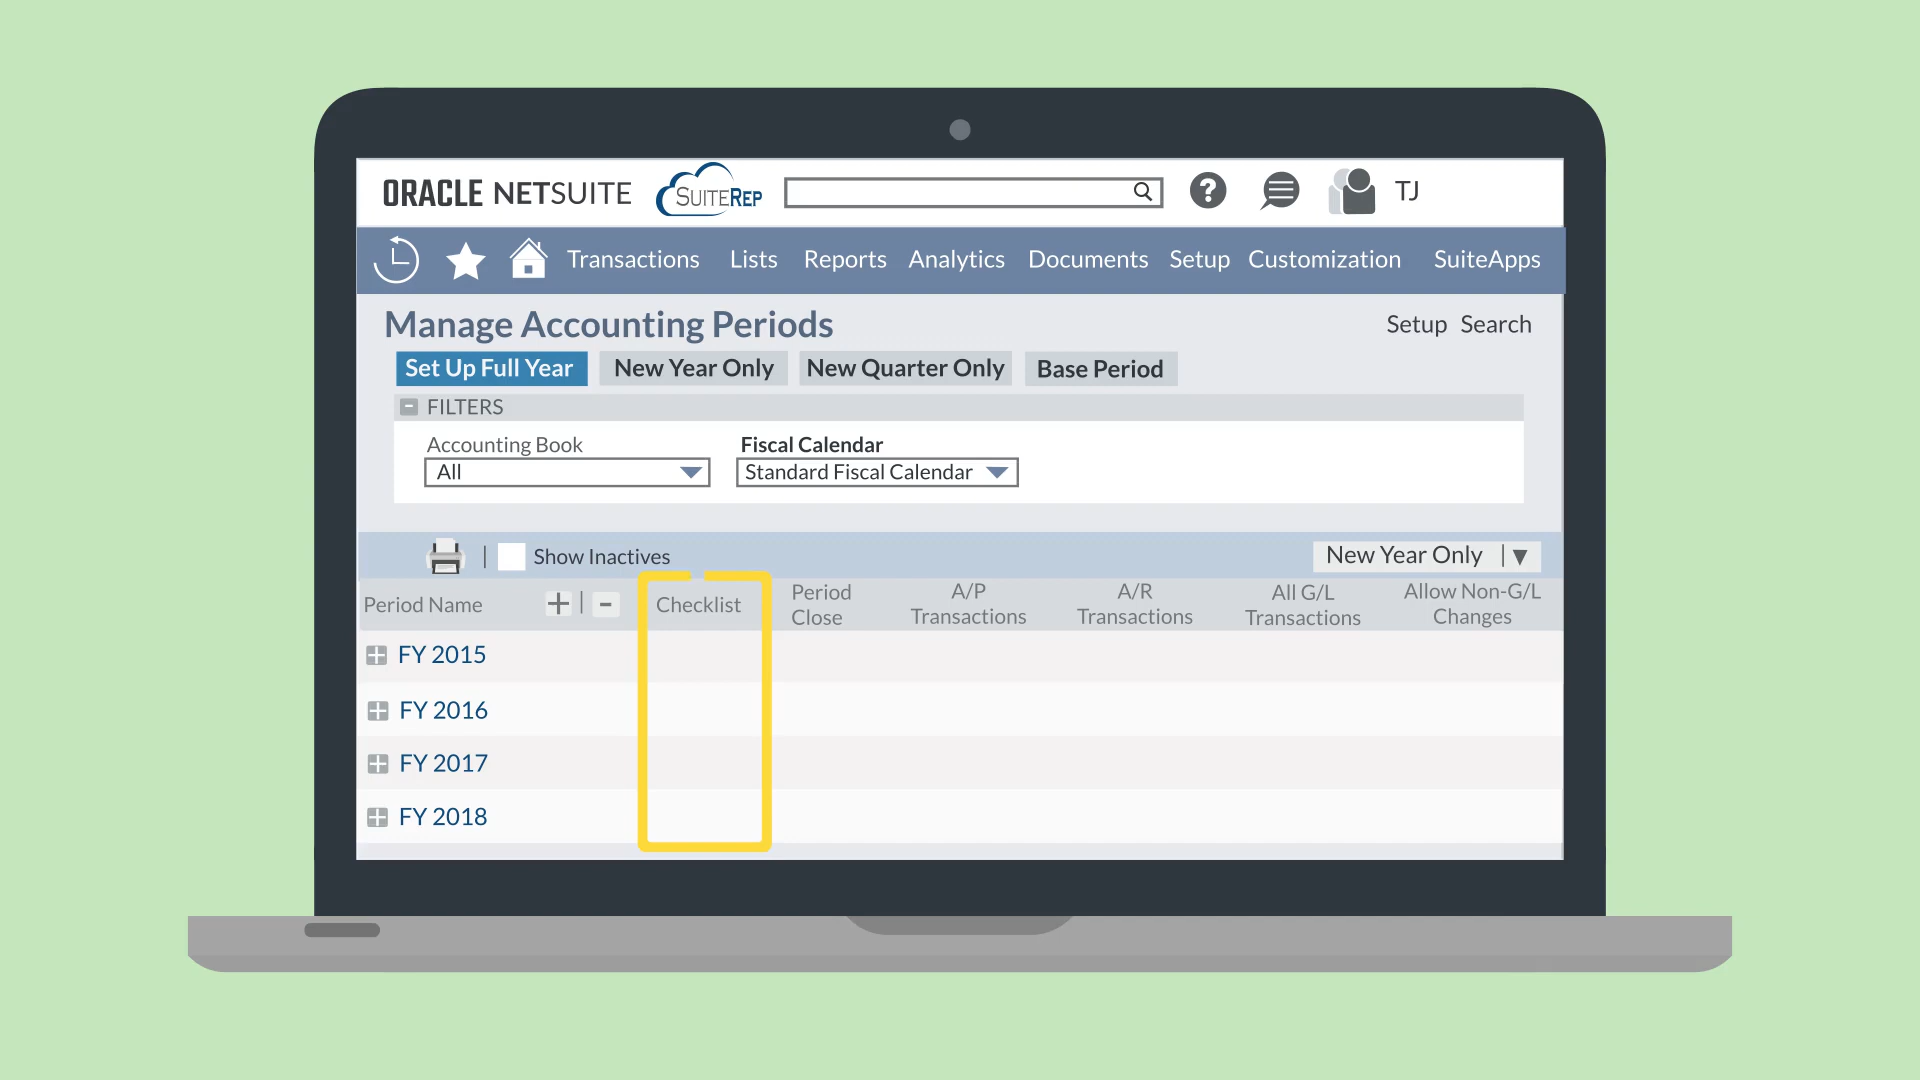 ORACLE NETSUITE SUITEREP TJ
Transactions Lists Reports Analytics Documents Setup Customization SuiteApps
Manage Accounting Periods Setup Search
Set Up Full Year New Year Only New Quarter Only Base Period
FILTERS
Accounting Book Fiscal Calendar
All Standard Fiscal Calendar
Show Inactives New Year Only
Period Name Checklist Period Close A/P Transactions A/R Transactions All G/L Transactions Allow Non-G/L Changes
FY 2015
FY 2016
FY 2017
FY 2018